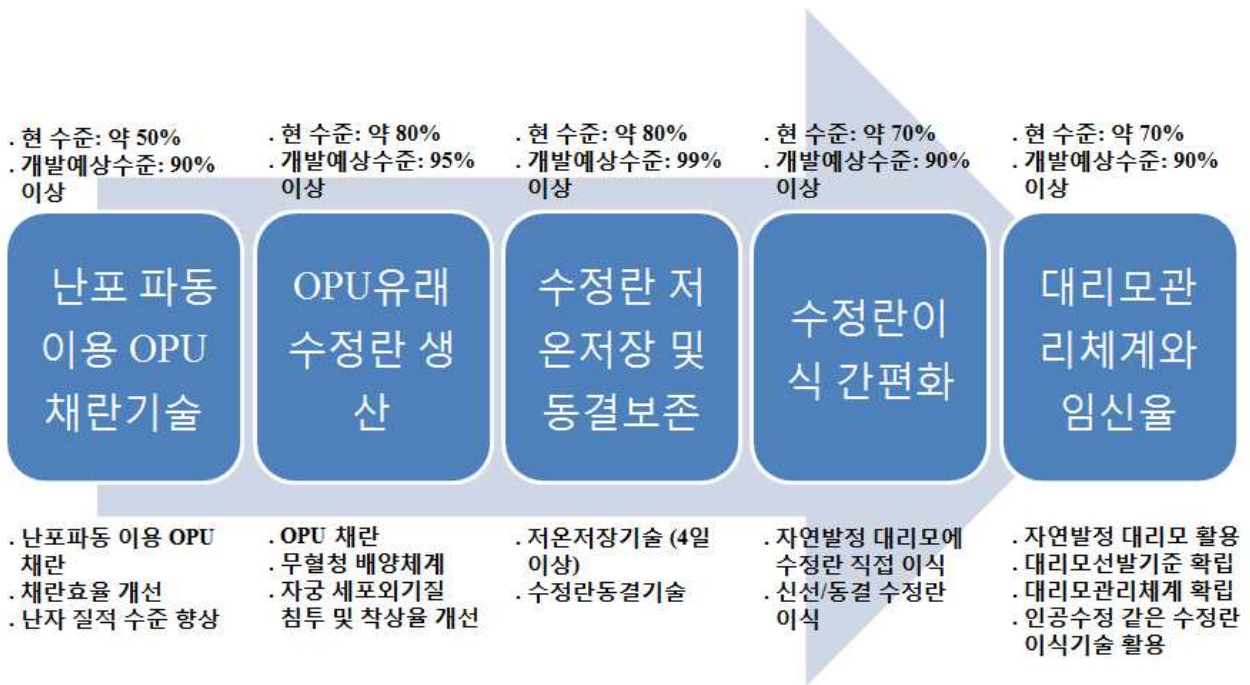 . 현 수준: 약 50%
. 개발예상수준: 90%
이상
. 현 수준: 약 80%
. 개발예상수준: 95%
이상
. 현 수준: 약 80%
. 개발예상수준: 99%
이상
. 현 수준: 약 70%
. 개발예상수준: 90%
이상
. 현 수준: 약 70%
. 개발예상수준: 90%
이상
난포 파동
이용 OPU
채란기술
OPU유래
수정란 생
산
수정란 저
온저장 및
동결보존
수정란이
식 간편화
대리모관
리체계와
임신율
. 난포파동 이용 OPU
채란
. 채란효율 개선
. 난자 질적 수준 향상
. OPU 채란
. 무혈청 배양체계
. 자궁 세포외기질
침투 및 착상율 개선
. 저온저장기술 (4일
이상)
. 수정란동결기술
. 자연발정 대리모에
수정란 직접 이식
. 신선/동결 수정란
이식
. 자연발정 대리모 활용
. 대리모선발기준 확립
. 대리모관리체계 확립
. 인공수정 같은 수정란
이식기술 활용